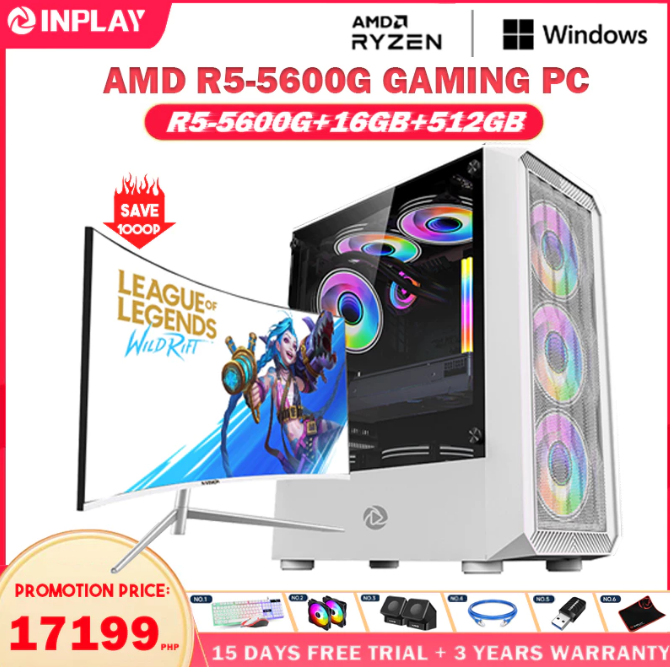 INPLAY
AMD
RYZEN
Windows
AMD R5-5600G GAMING PC
R5-5600G+16GB+512GB
SAVE
1000P
LEAGUE OF
LEGENDS
WILD RIFT
PROMOTION PRICE:
17199 PHP
NO.1
NO.2
NO.3
NO.4
NO.5
NO.6
15 DAYS FREE TRIAL + 3 YEARS WARRANTY